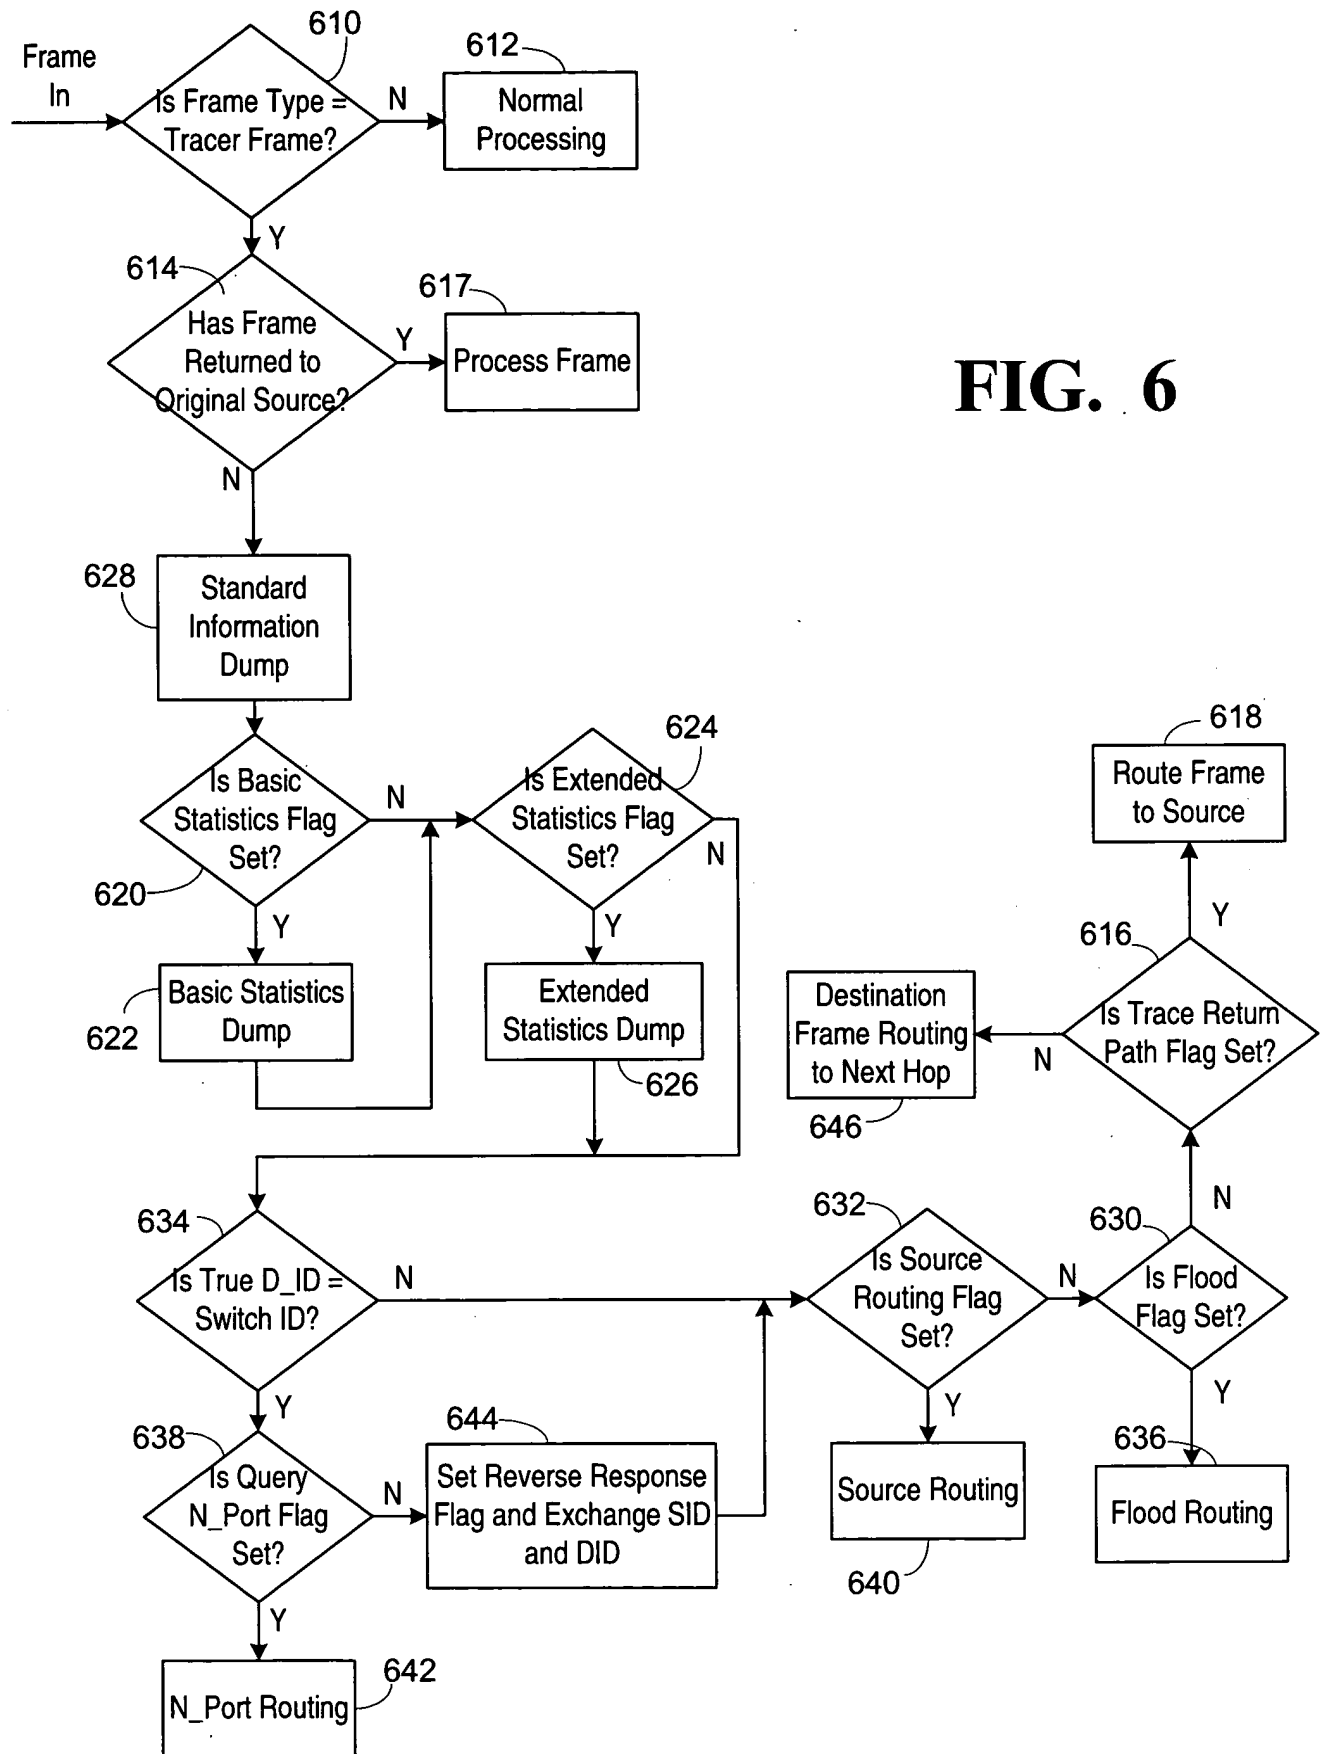 610
Frame
In
Is Frame Type =
Tracer Frame?
N
612
Normal
Processing
Y
614
Has Frame
Returned to
Original Source?
Y
617
Process Frame
FIG. 6
N
628
Standard
Information
Dump
620
Is Basic
Statistics Flag
Set?
N
Y
622
Basic Statistics
Dump
624
Is Extended
Statistics Flag
Set?
N
Y
Extended
Statistics Dump
626
618
Route Frame
to Source
Y
616
Is Trace Return
Path Flag Set?
N
Destination
Frame Routing
to Next Hop
646
N
634
Is True D_ID =
Switch ID?
N
632
Is Source
Routing Flag
Set?
N
630
Is Flood
Flag Set?
Y
Y
Y
638
Is Query
N_Port Flag
Set?
N
644
Set Reverse Response
Flag and Exchange SID
and DID
Source Routing
640
636
Flood Routing
Y
642
N_Port Routing